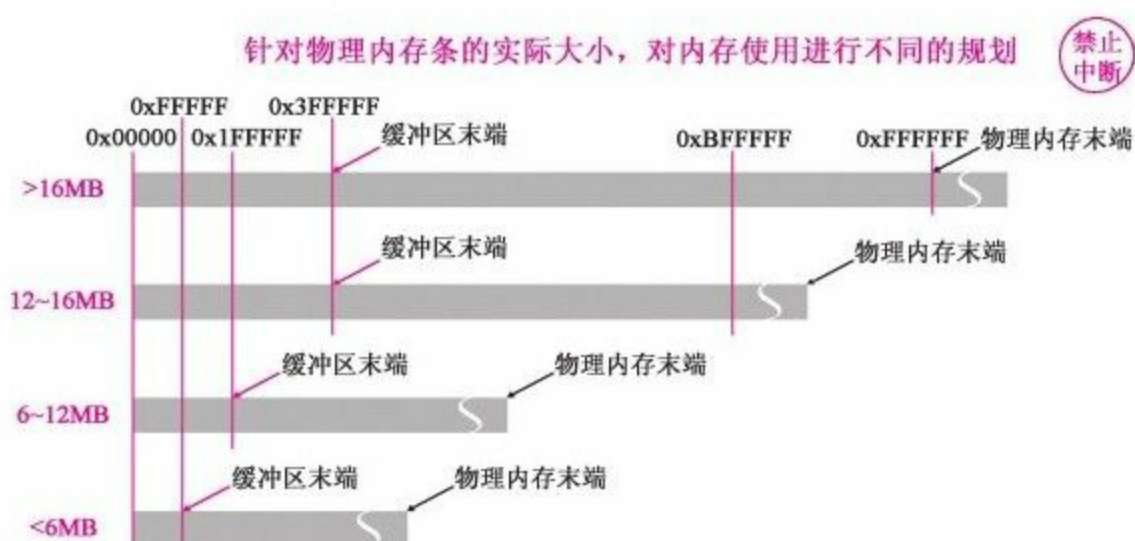 针对物理内存条的实际大小，对内存使用进行不同的规划
禁止
中断
0xFFFFF 0x3FFFFF
0x00000 0x1FFFFF 缓冲区末端 0xBFFFFF 0xFFFFFF 物理内存末端
>16MB
缓冲区末端 物理内存末端
12~16MB
缓冲区末端 物理内存末端
6~12MB
缓冲区末端 物理内存末端
<6MB